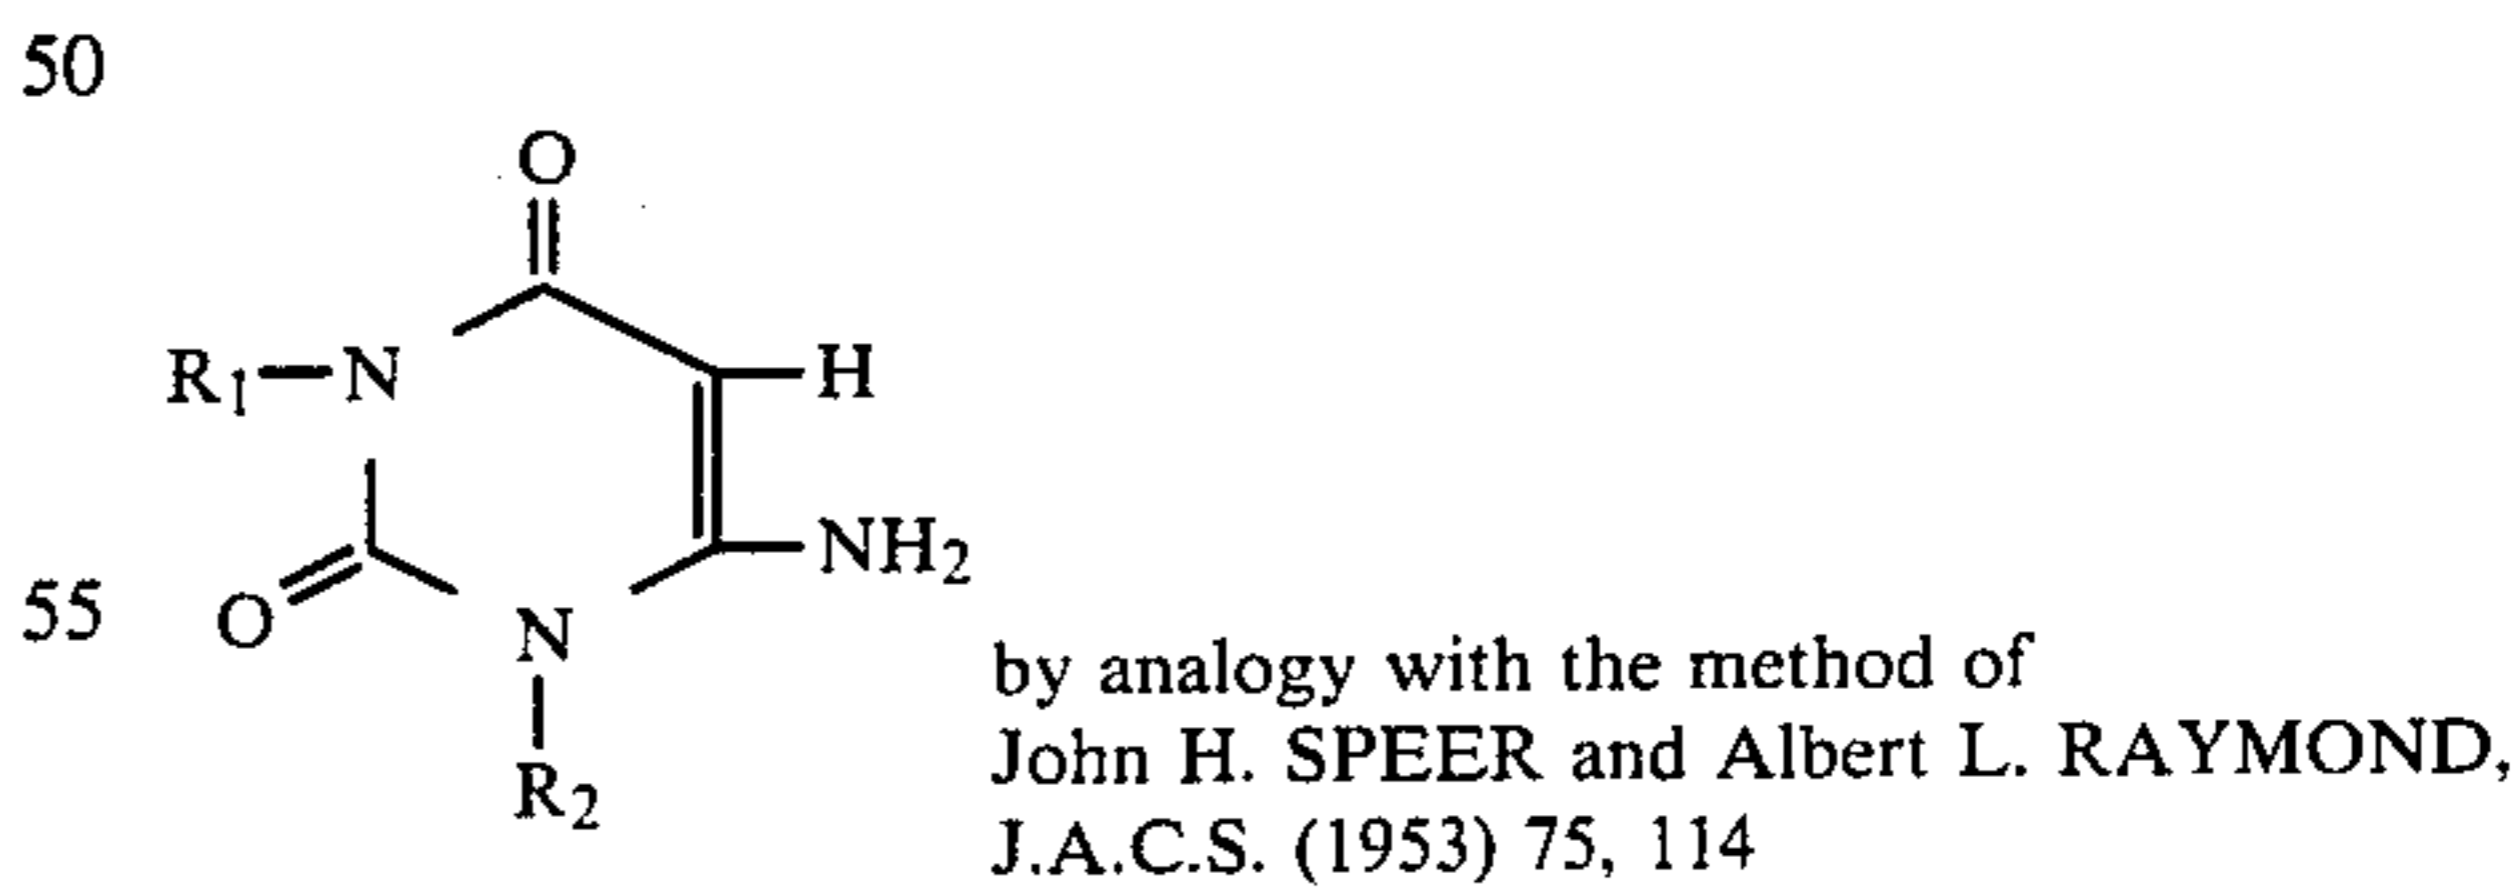 50
O
R1—N
H
NH2
55
O
N
R2
by analogy with the method of
John H. SPEER and Albert L. RAYMOND,
J.A.C.S. (1953) 75, 114